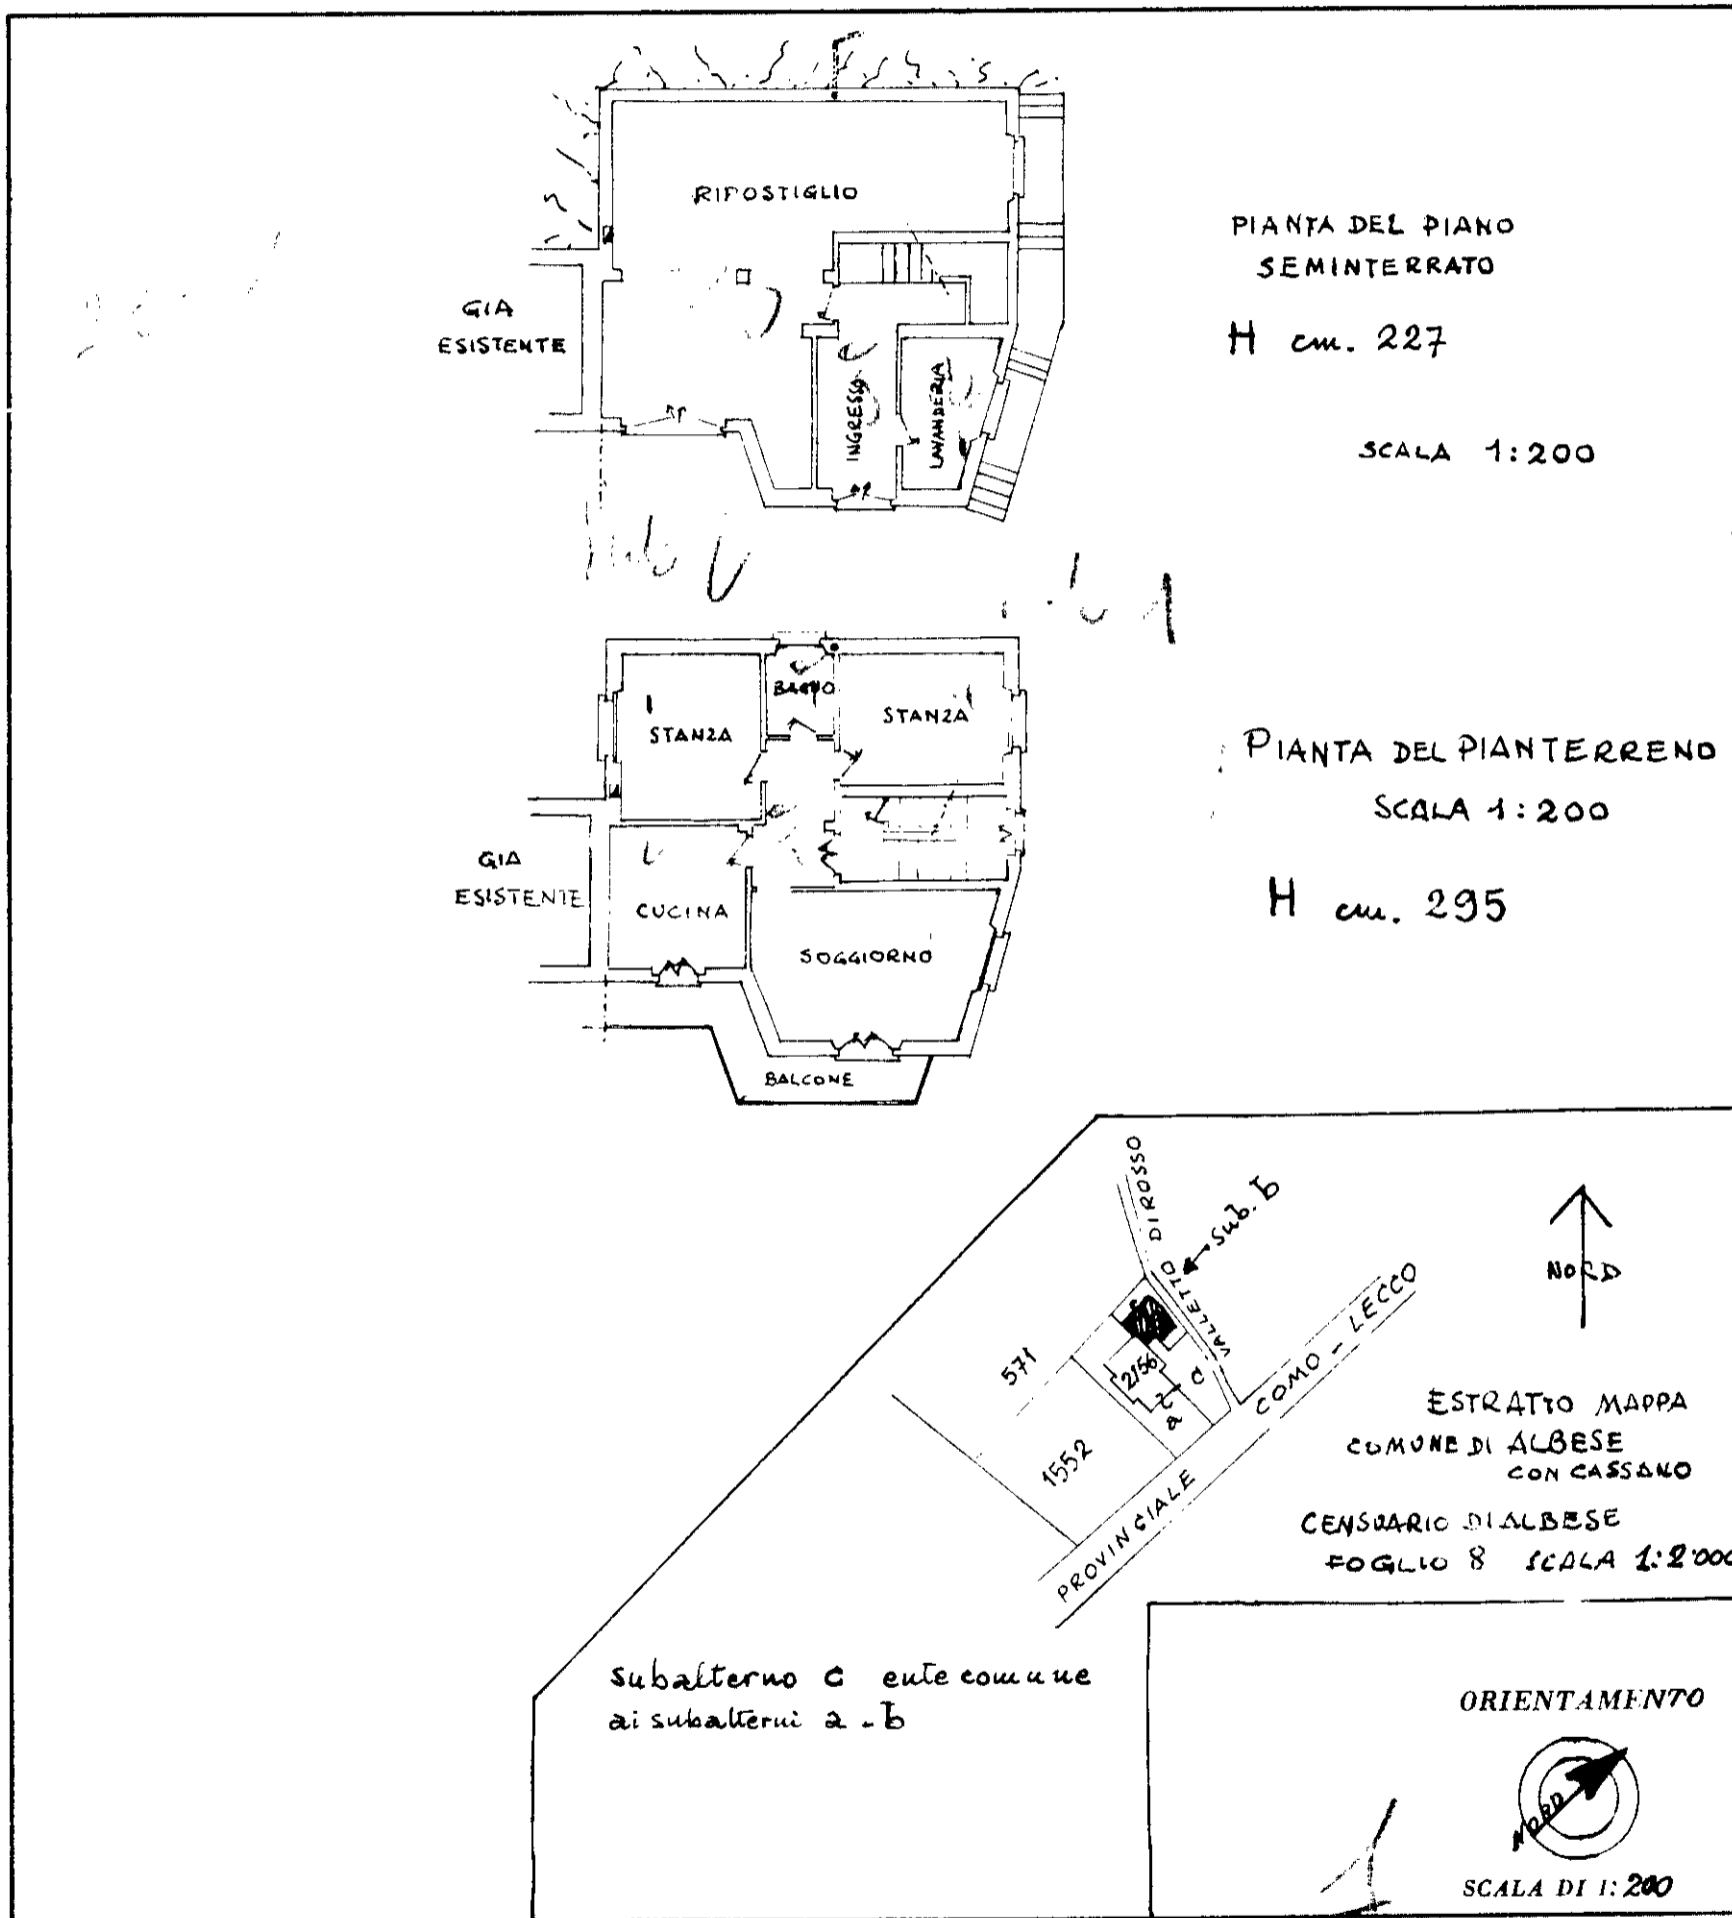 RIPOSTIGLIO
PIANTA DEL PIANO
SEMINTERRATO
GIA
ESISTENTE
H cm. 227
INGRESSO
LAVANDERIA
SCALA 1:200
BAGNO
STANZA
STANZA
PIANTA DEL PIANTERRENO
SCALA 1:200
GIA
ESISTENTE
H cm. 295
CUCINA
SOGGIORNO
BALCONE
VALLETTO DI ROSSO
sub. b
NORD
571
2156
c
a
1552
PROVINCIALE COMO - LECCO
ESTRATTO MAPPA
COMUNE DI ALBESE
CON CASSANO
CENSUARIO DI ALBESE
FOGLIO 8 SCALA 1:2000
subalterno c ente comune
ai subalterni a - b
ORIENTAMENTO
NORD
SCALA DI 1:200